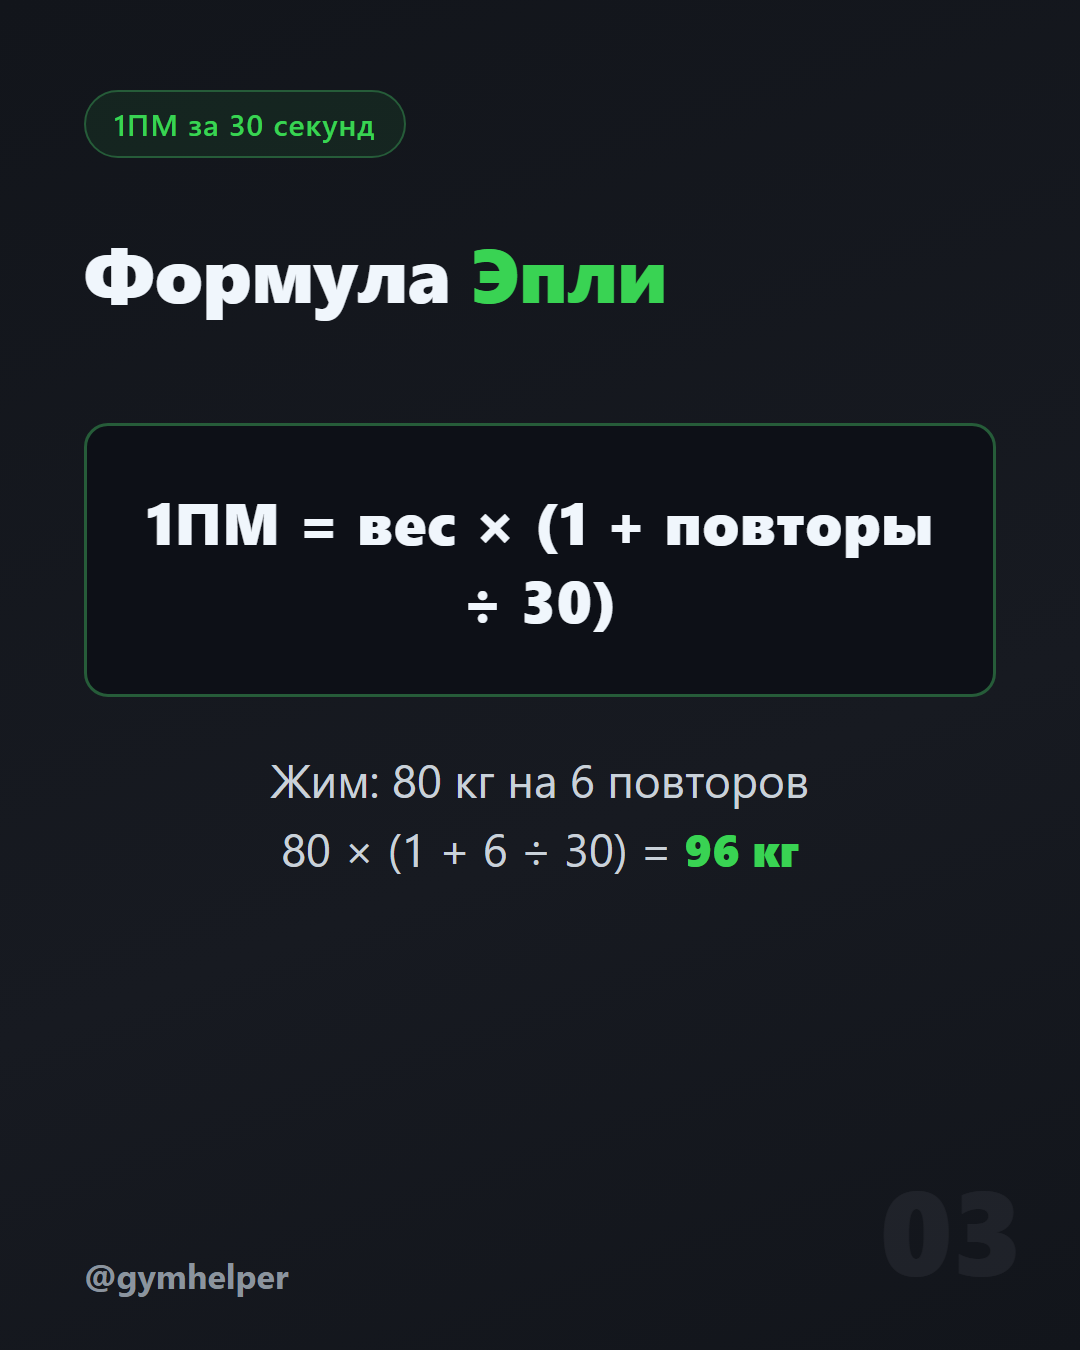 1ПМ за 30 секунд
Формула Эпли
1ПМ = вес × (1 + повторы
÷ 30)
Жим: 80 кг на 6 повторов
80 × (1 + 6 ÷ 30) = 96 кг
03
@gymhelper